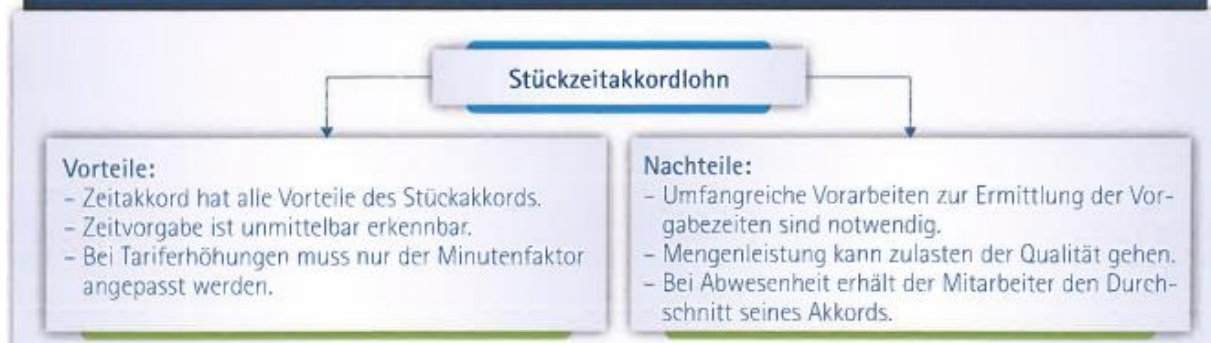 Stückzeitakkordlohn
Vorteile:
– Zeitakkord hat alle Vorteile des Stückakkords.
– Zeitvorgabe ist unmittelbar erkennbar.
– Bei Tariferhöhungen muss nur der Minutenfaktor
angepasst werden.
Nachteile:
– Umfangreiche Vorarbeiten zur Ermittlung der Vor-
gabezeiten sind notwendig.
– Mengenleistung kann zulasten der Qualität gehen.
– Bei Abwesenheit erhält der Mitarbeiter den Durch-
schnitt seines Akkords.